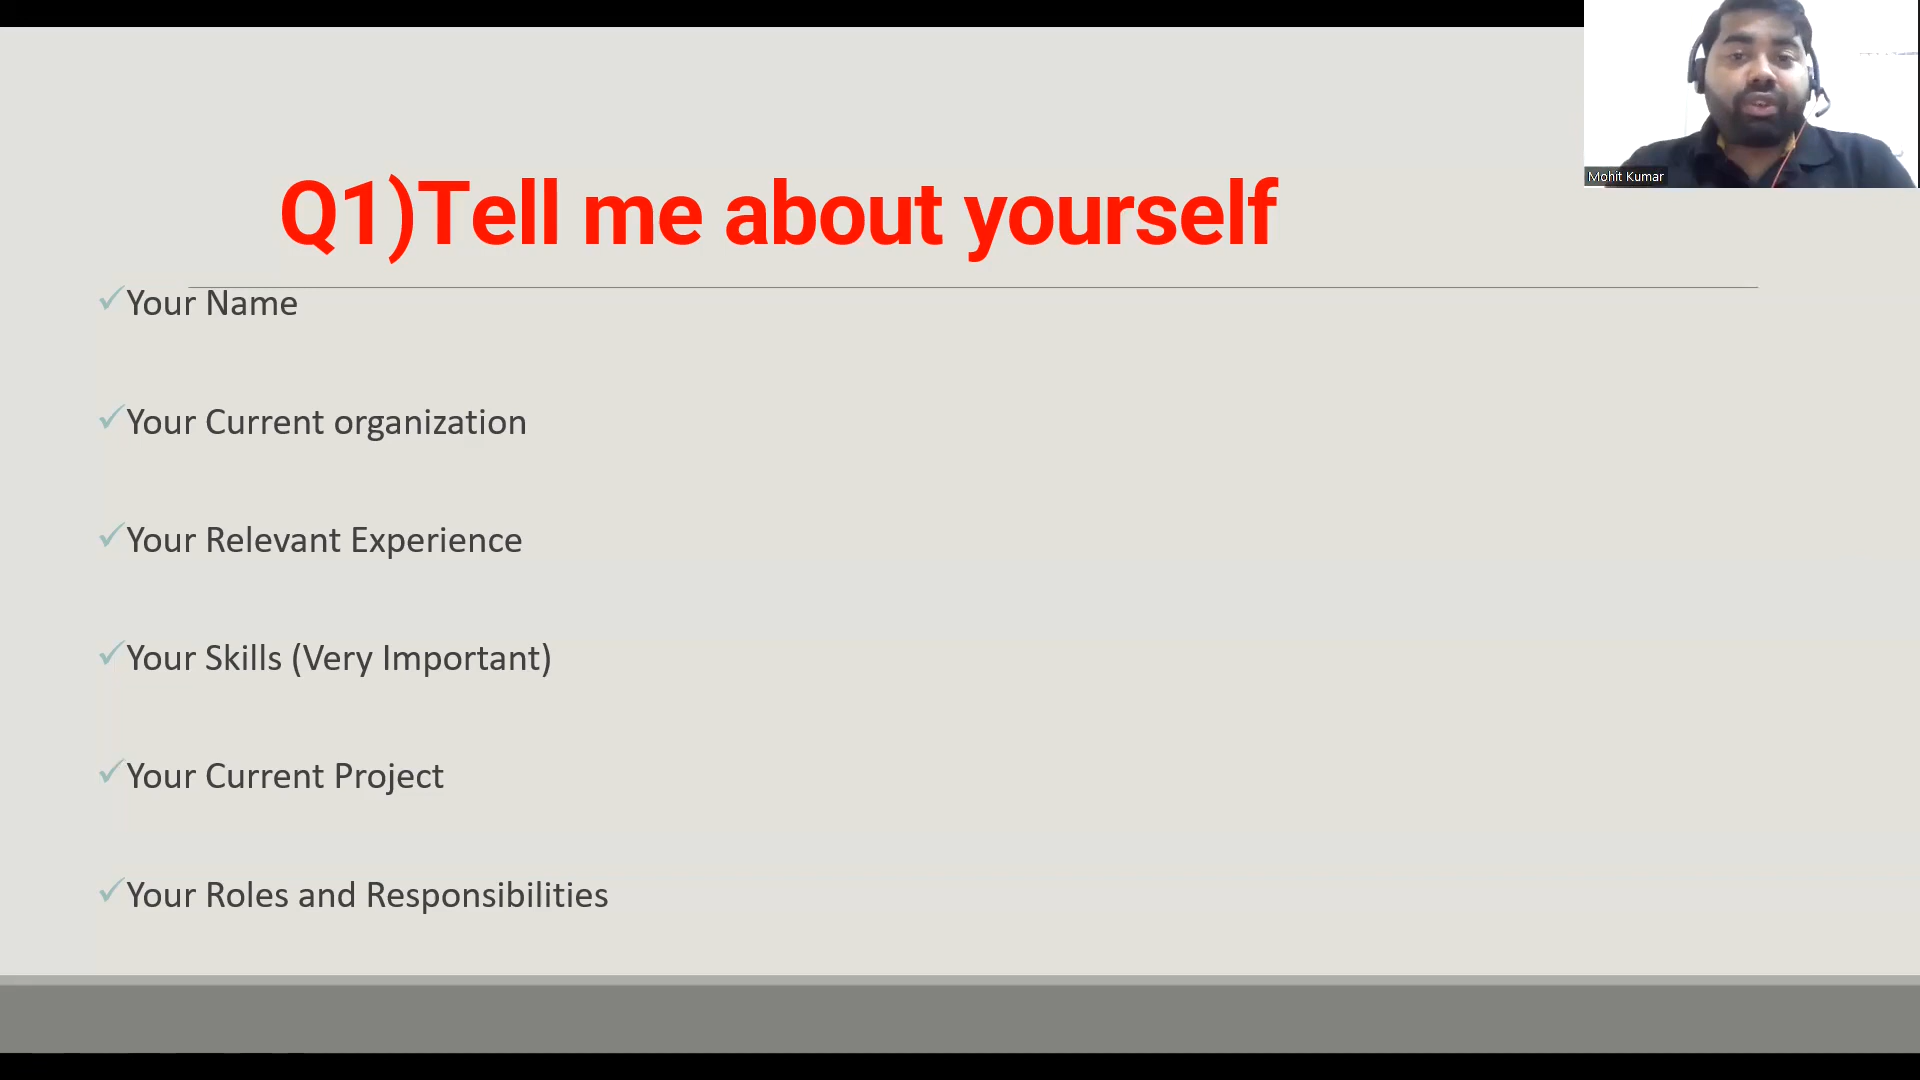 Mohit Kumar
Q1)Tell me about yourself
Your Name
Your Current organization
Your Relevant Experience
Your Skills (Very Important)
Your Current Project
Your Roles and Responsibilities